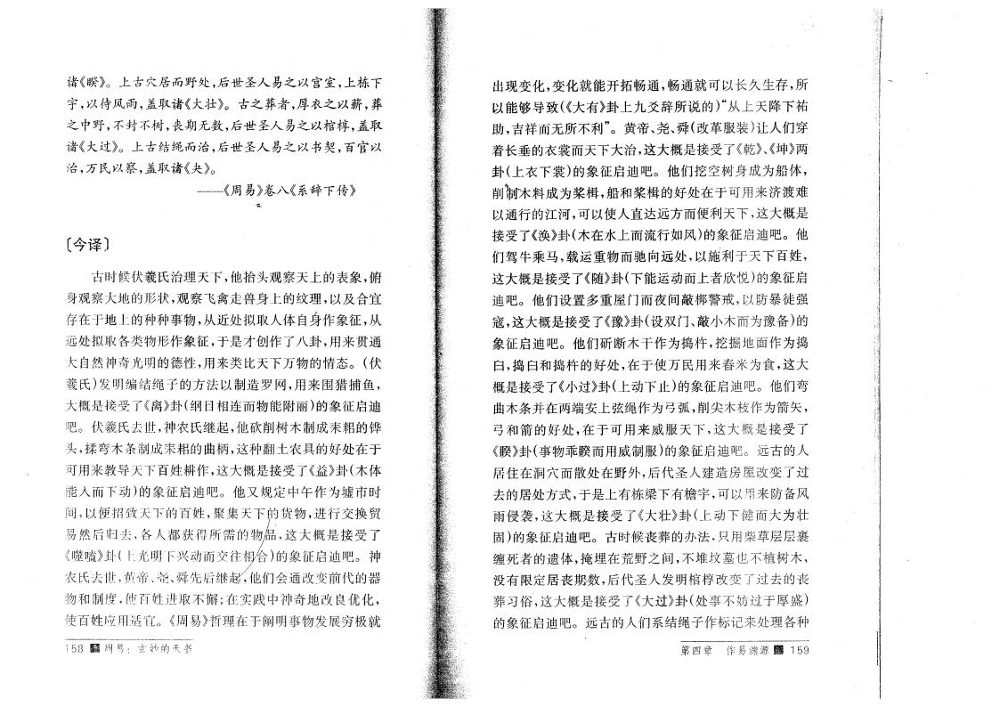 诸《睽》。上古穴居而野处,后世圣人易之以宫室,上栋下
宇,以待风雨,盖取诸《大壮》。古之葬者,厚衣之以薪,葬
之中野,不封不树,丧期无数,后世圣人易之以棺椁,盖取
诸《大过》。上古结绳而治,后世圣人易之以书契,百官以
治,万民以察,盖取诸《夬》。
——《周易》卷八《系辞下传》
〔今译〕
古时候伏羲氏治理天下,他抬头观察天上的表象,俯
身观察大地的形状,观察飞禽走兽身上的纹理,以及合宜
存在于地上的种种事物,从近处拟取人体自身作象征,从
远处拟取各类物形作象征,于是才创作了八卦,用来贯通
大自然神奇光明的德性,用来类比天下万物的情态。(伏
羲氏)发明编结绳子的方法以制造罗网,用来围猎捕鱼,
大概是接受了《离》卦(纲目相连而物能附丽)的象征启迪
吧。伏羲氏去世,神农氏继起,他砍削树木制成耒耜的铧
头,揉弯木条制成耒耜的曲柄,这种翻土农具的好处在于
可用来教导天下百姓耕作,这大概是接受了《益》卦(木体
能入而下动)的象征启迪吧。他又规定中午作为墟市时
间,以便招致天下的百姓,聚集天下的货物,进行交换贸
易然后归去,各人都获得所需的物品,这大概是接受了
《噬嗑》卦(上光明下兴动而交往相合)的象征启迪吧。神
农氏去世,黄帝、尧、舜先后继起,他们会通改变前代的器
物和制度,使百姓进取不懈;在实践中神奇地改良优化,
使百姓应用适宜。《周易》哲理在于阐明事物发展穷极就
158 周易:玄妙的天书
出现变化,变化就能开拓畅通,畅通就可以长久生存,所
以能够导致(《大有》卦上九爻辞所说的)“从上天降下祐
助,吉祥而无所不利”。黄帝、尧、舜(改革服装)让人们穿
着长垂的衣裳而天下大治,这大概是接受了《乾》、《坤》两
卦(上衣下裳)的象征启迪吧。他们挖空树身成为船体,
削制木料成为桨楫,船和桨楫的好处在于可用来济渡难
以通行的江河,可以使人直达远方而便利天下,这大概是
接受了《涣》卦(木在水上而流行如风)的象征启迪吧。他
们驾牛乘马,载运重物而驰向远处,以施利于天下百姓,
这大概是接受了《随》卦(下能运动而上者欣悦)的象征启
迪吧。他们设置多重屋门而夜间敲梆警戒,以防暴徒强
寇,这大概是接受了《豫》卦(设双门、敲小木而为豫备)的
象征启迪吧。他们斫断木干作为捣杵,挖掘地面作为捣
臼,捣臼和捣杵的好处,在于使万民用来舂米为食,这大
概是接受了《小过》卦(上动下止)的象征启迪吧。他们弯
曲木条并在两端安上弦绳作为弓弧,削尖木枝作为箭矢,
弓和箭的好处,在于可用来威服天下,这大概是接受了
《睽》卦(事物乖睽而用威制服)的象征启迪吧。远古的人
居住在洞穴而散处在野外,后代圣人建造房屋改变了过
去的居处方式,于是上有栋梁下有檐宇,可以用来防备风
雨侵袭,这大概是接受了《大壮》卦(上动下健而大为壮
固)的象征启迪吧。古时候丧葬的办法,只用柴草层层裹
缠死者的遗体,掩埋在荒野之间,不堆坟墓也不植树木,
没有限定居丧期数,后代圣人发明棺椁改变了过去的丧
葬习俗,这大概是接受了《大过》卦(处事不妨过于厚盛)
的象征启迪吧。远古的人们系结绳子作标记来处理各种
第四章 作易溯源 159